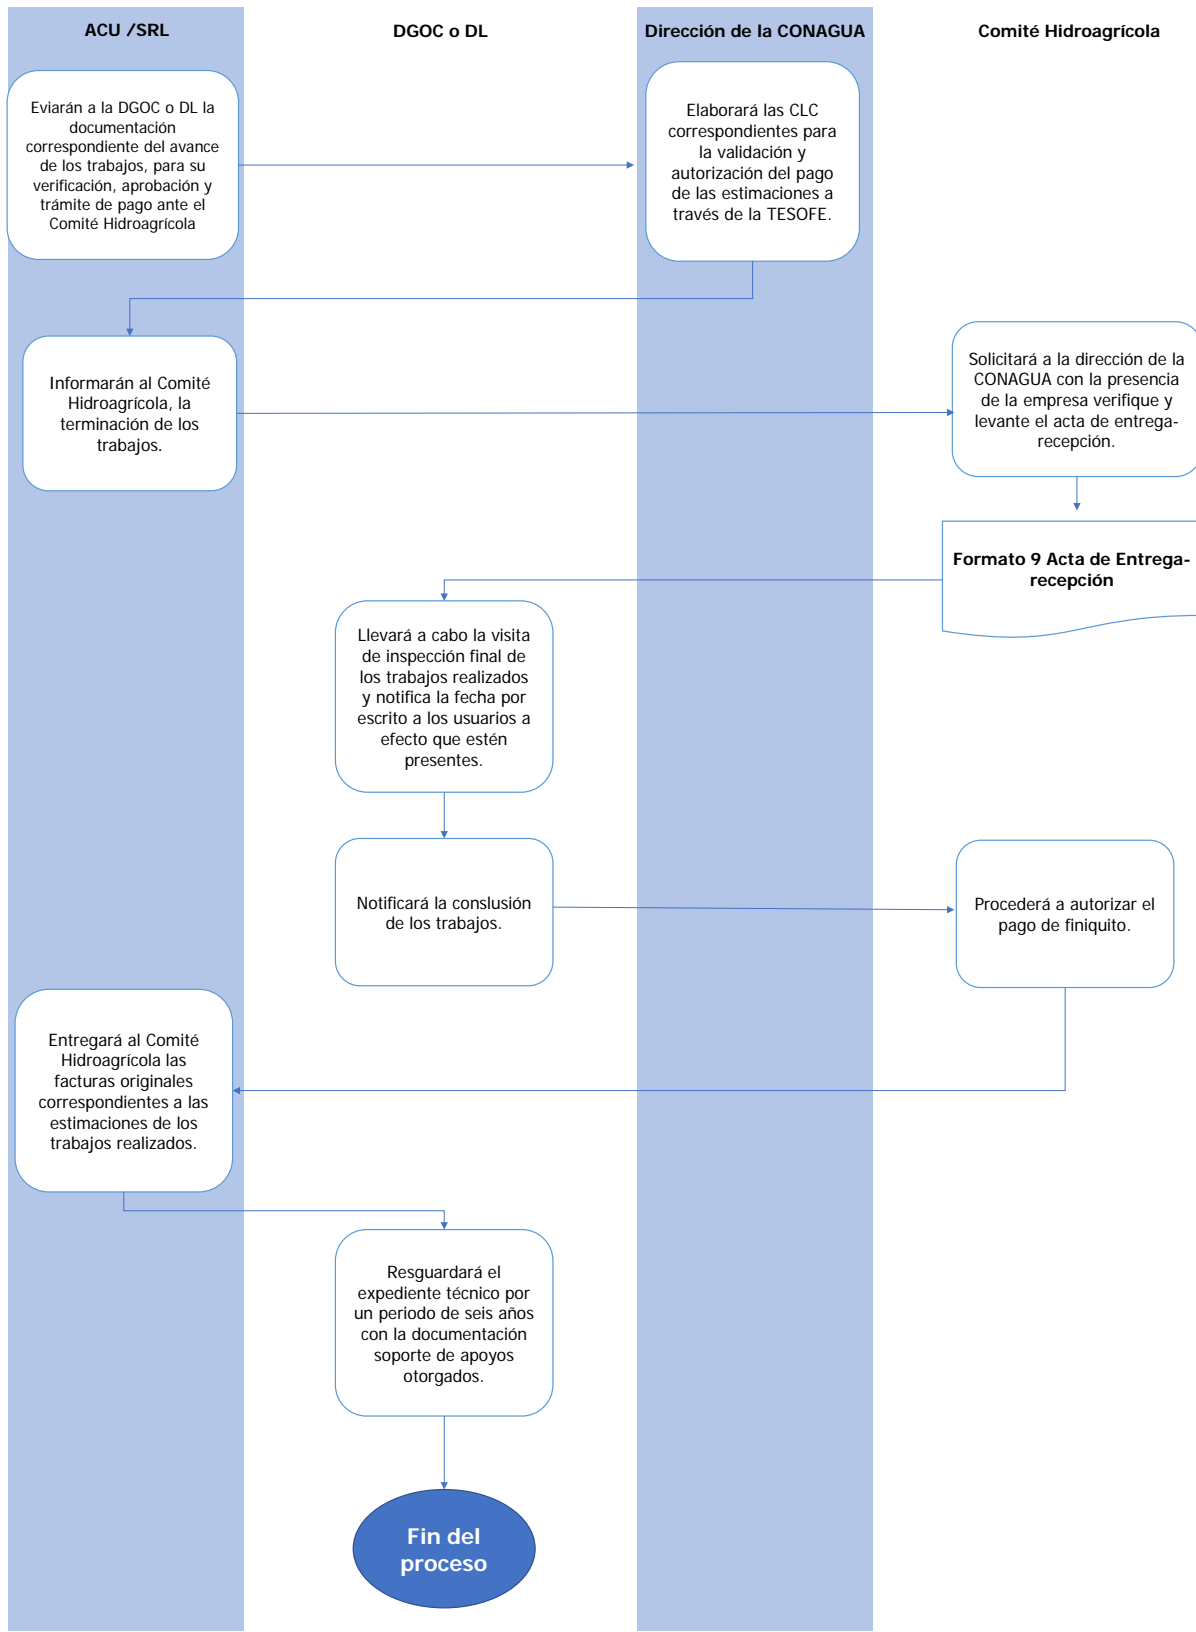 ACU /SRL
DGOC o DL
Dirección de la CONAGUA
Comité Hidroagrícola
Eviarán a la DGOC o DL la
documentación
correspondiente del avance
de los trabajos, para su
verificación, aprobación y
trámite de pago ante el
Comité Hidroagrícola
Elaborará las CLC
correspondientes para
la validación y
autorización del pago
de las estimaciones a
través de la TESOFE.
Informarán al Comité
Hidroagrícola, la
terminación de los
trabajos.
Solicitará a la dirección de la
CONAGUA con la presencia
de la empresa verifique y
levante el acta de entrega-
recepción.
Formato 9 Acta de Entrega-
recepción
Llevará a cabo la visita
de inspección final de
los trabajos realizados
y notifica la fecha por
escrito a los usuarios a
efecto que estén
presentes.
Notificará la conslusión
de los trabajos.
Procederá a autorizar el
pago de finiquito.
Entregará al Comité
Hidroagrícola las
facturas originales
correspondientes a las
estimaciones de los
trabajos realizados.
Resguardará el
expediente técnico por
un periodo de seis años
con la documentación
soporte de apoyos
otorgados.
Fin del
proceso